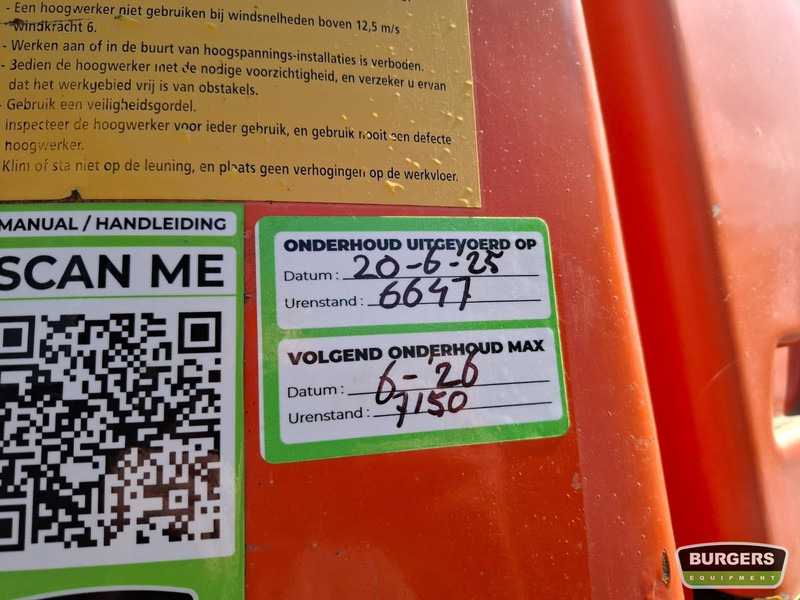 - Een hoogwerker niet gebruiken bij windsnelheden boven 12,5 m/s
windkracht 6.
- Werken aan of in de buurt van hoogspannings-installaties is verboden.
- Bedien de hoogwerker met de nodige voorzichtigheid, en verzeker u ervan
dat het werkgebied vrij is van obstakels.
- Gebruik een veiligheidsgordel.
inspecteer de hoogwerker voor ieder gebruik, en gebruik nooit een defecte
hoogwerker.
Klim of sta niet op de leuning, en plaats geen verhogingen op de werkvloer.
MANUAL / HANDLEIDING
SCAN ME
ONDERHOUD UITGEVOERD OP
Datum: 20-6-'25
Urenstand: 6647
VOLGEND ONDERHOUD MAX
Datum: 6-'26
Urenstand: 7150
BURGERS
EQUIPMENT